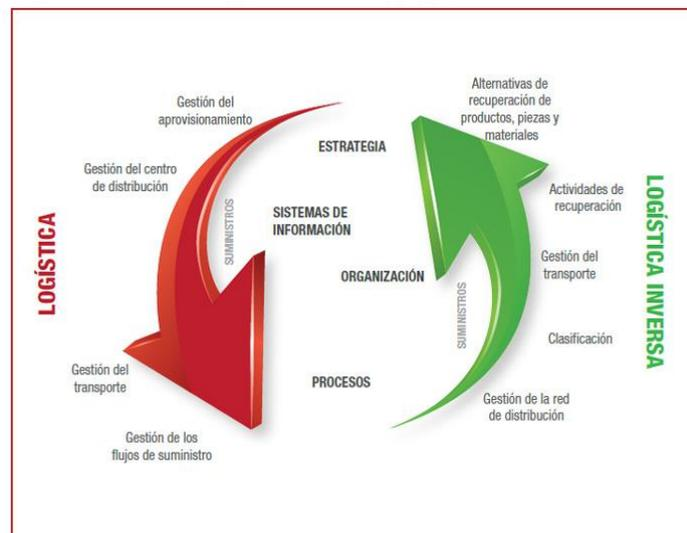 LOGÍSTICA
Gestión del
aprovisionamiento
Gestión del centro
de distribución
SUMINISTROS
Gestión del
transporte
Gestión de los
flujos de suministro
ESTRATEGIA
SISTEMAS DE
INFORMACIÓN
ORGANIZACIÓN
PROCESOS
Alternativas de
recuperación de
productos, piezas y
materiales
Actividades de
recuperación
Gestión del
transporte
SUMINISTROS
Clasificación
Gestión de la red
de distribución
LOGÍSTICA INVERSA